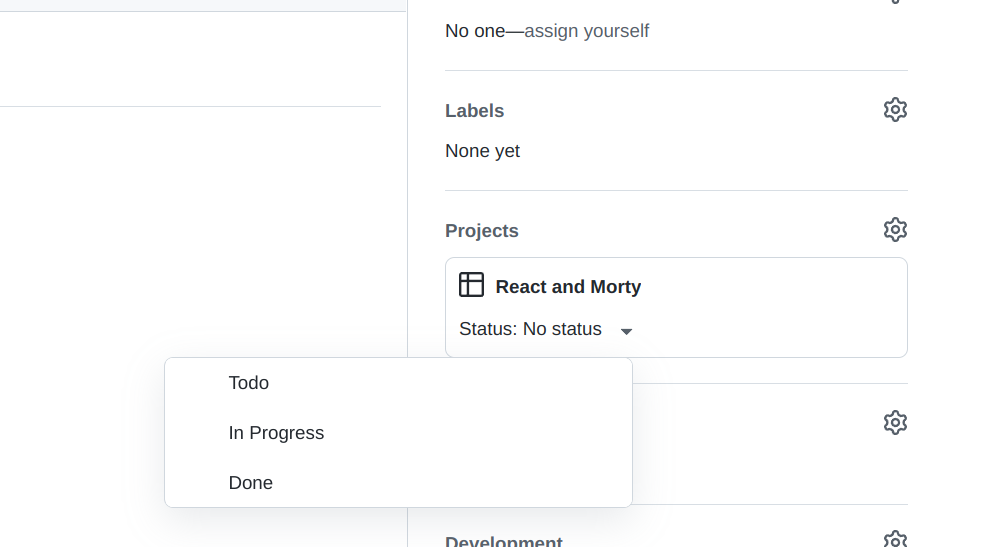 No one—assign yourself
Labels
None yet
Projects
React and Morty
Status: No status
Todo
In Progress
Done
Development